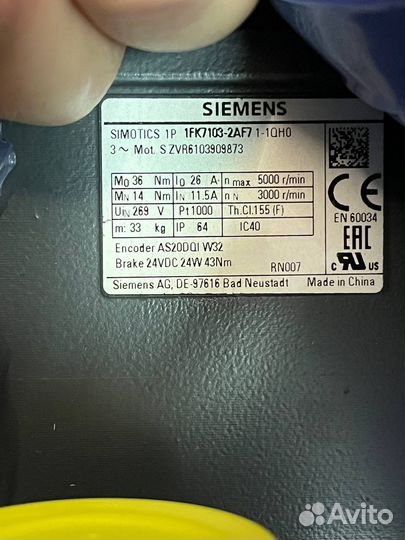 SIEMENS
SIMOTICS 1P 1FK7103-2AF71-1QH0
3 ~ Mot. S ZVR6103909873
M0 36 Nm I0 26 A n max 5000 r/min
MN 14 Nm IN 11.5A n N 3000 r/min
UIN 269 V Pt1000 Th.Cl.155 (F)
m: 33 kg IP 64 IC40
EN 60034
Encoder AS20DQI W32
Brake 24VDC 24W 43Nm
RN007
Siemens AG, DE-97616 Bad Neustadt
Made in China
CE
EAC
c UL US
Avito